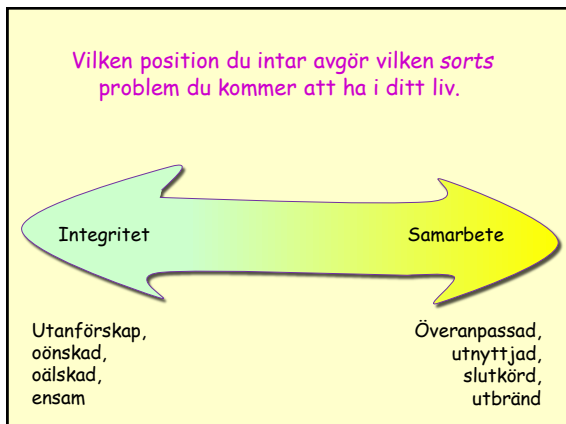 Vilken position du intar avgör vilken sorts
problem du kommer att ha i ditt liv.
Integritet
Samarbete
Utanförskap,
oönskad,
oälskad,
ensam
Överanpassad,
utnyttjad,
slutkörd,
utbränd